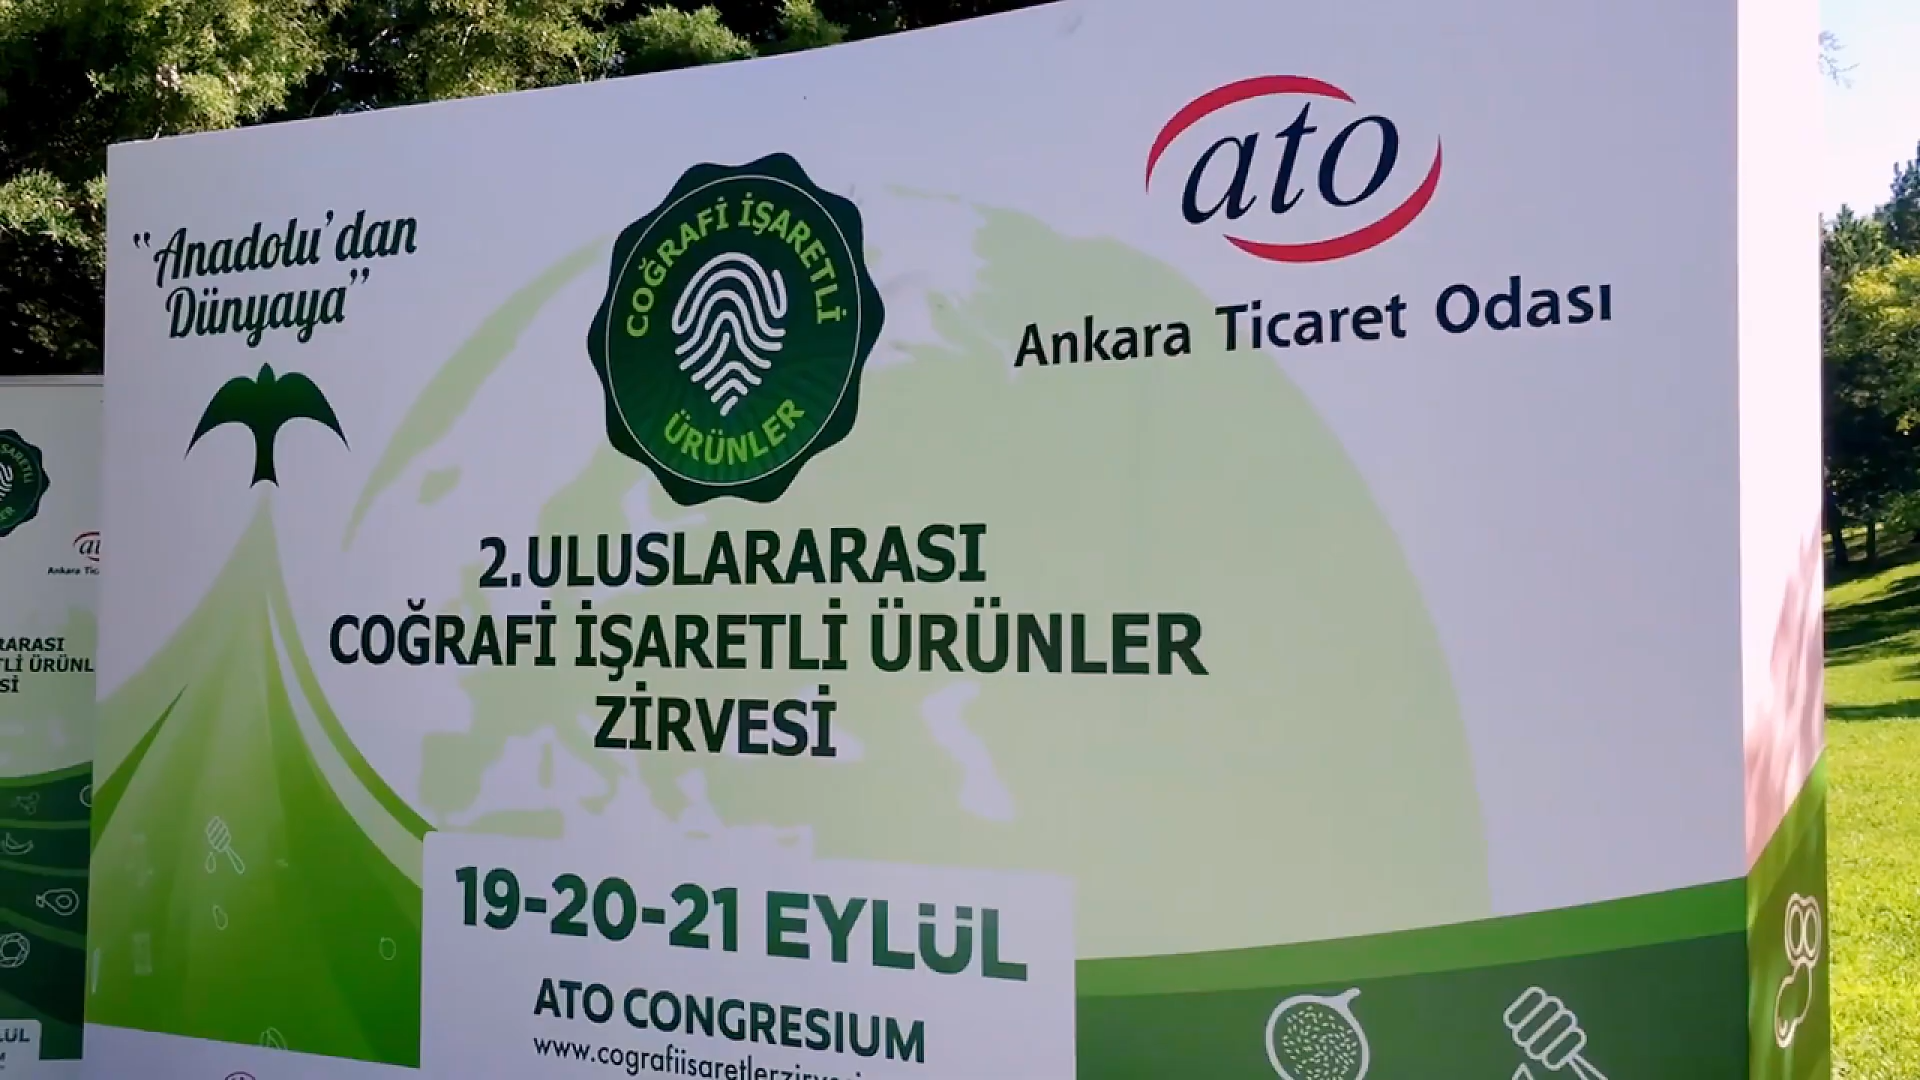 "Anadolu'dan
Dünyaya"
COĞRAFİ İŞARETLİ
ÜRÜNLER
ato
Ankara Ticaret Odası
2.ULUSLARARASI
COĞRAFİ İŞARETLİ ÜRÜNLER
ZİRVESİ
19-20-21 EYLÜL
ATO CONGRESIUM
Ankara